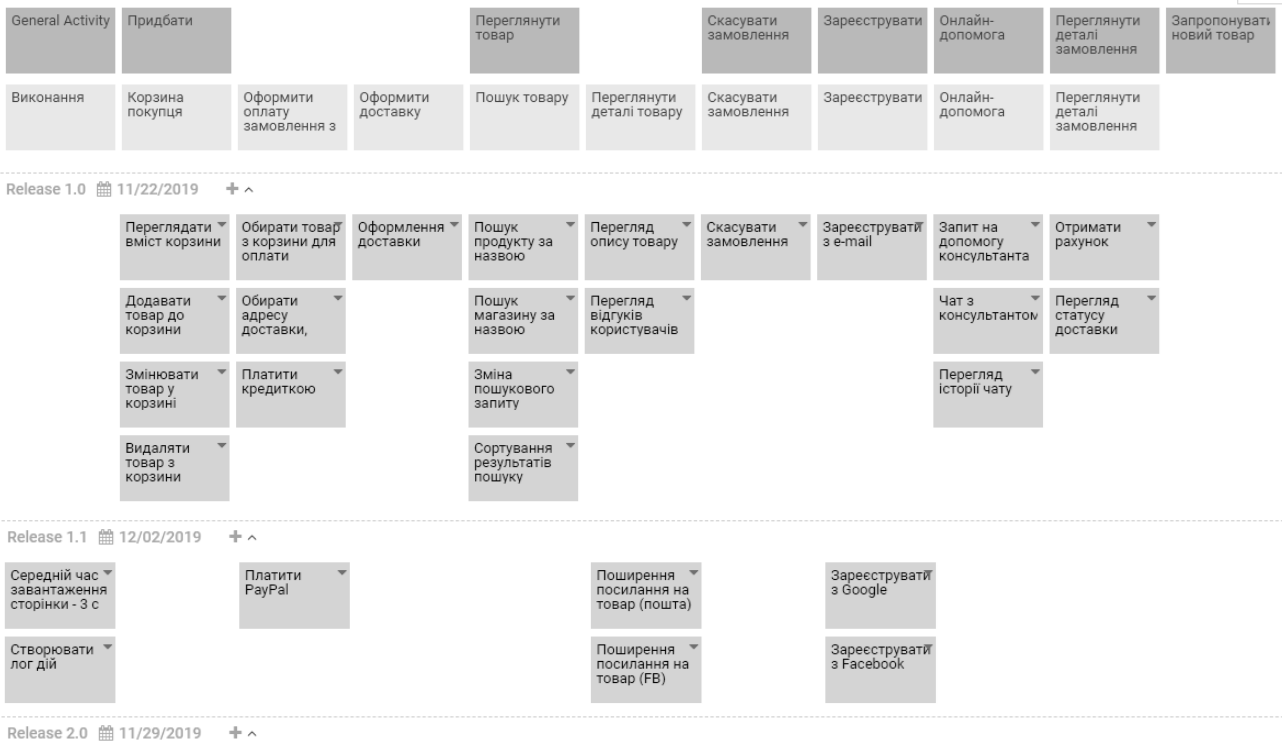 General Activity
Придбати
Переглянути
товар
Скасувати
замовлення
Зареєструвати
Онлайн-
допомога
Переглянути
деталі
замовлення
Запропонувати
новий товар
Виконання
Корзина
покупця
Оформити
оплату
замовлення з
Оформити
доставку
Пошук товару
Переглянути
деталі товару
Скасувати
замовлення
Зареєструвати
Онлайн-
допомога
Переглянути
деталі
замовлення
Release 1.0 11/22/2019
Переглядати
вміст корзини
Обирати товар
з корзини для
оплати
Оформлення
доставки
Пошук
продукту за
назвою
Перегляд
опису товару
Скасувати
замовлення
Зареєструвати
з e-mail
Запит на
допомогу
консультанта
Отримати
рахунок
Додавати
товар до
корзини
Обирати
адресу
доставки,
Пошук
магазину за
назвою
Перегляд
відгуків
користувачів
Чат з
консультантом
Перегляд
статусу
доставки
Змінювати
товар у
корзині
Платити
кредиткою
Зміна
пошукового
запиту
Перегляд
історії чату
Видаляти
товар з
корзини
Сортування
результатів
пошуку
Release 1.1 12/02/2019
Середній час
завантаження
сторінки - 3 с
Платити
PayPal
Поширення
посилання на
товар (пошта)
Зареєструвати
з Google
Створювати
лог дій
Поширення
посилання на
товар (FB)
Зареєструвати
з Facebook
Release 2.0 11/29/2019